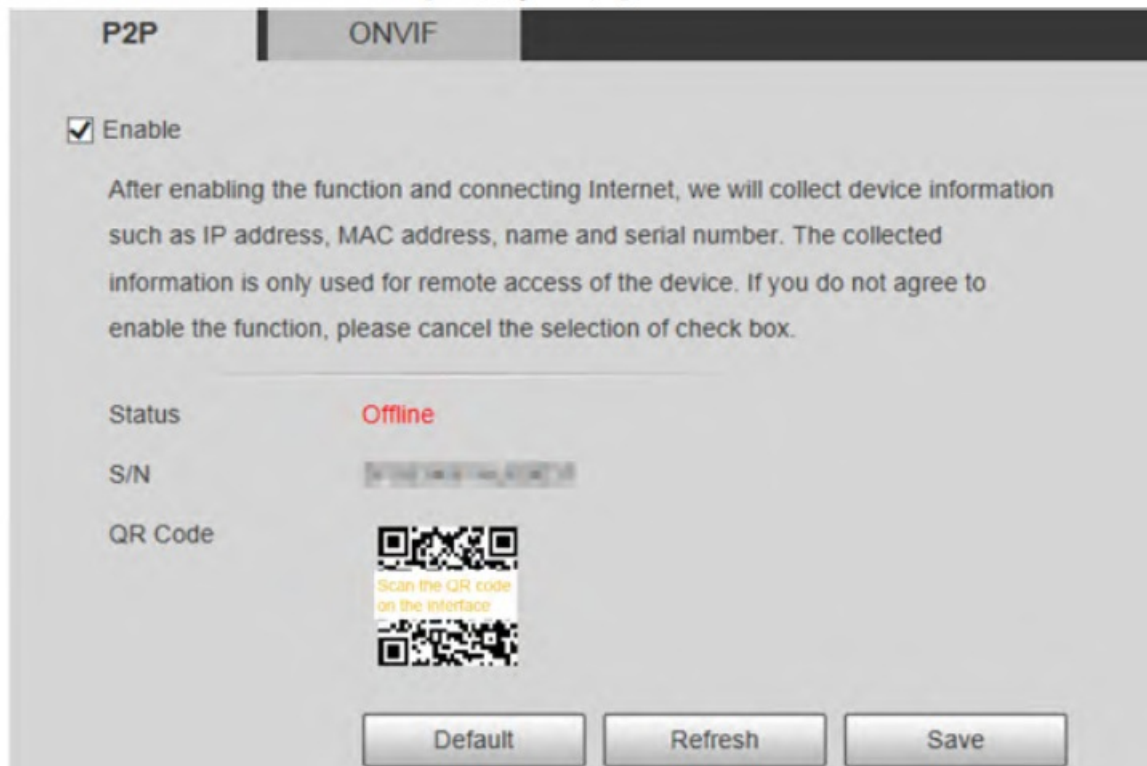 P2P
ONVIF
Enable
After enabling the function and connecting Internet, we will collect device information
such as IP address, MAC address, name and serial number. The collected
information is only used for remote access of the device. If you do not agree to
enable the function, please cancel the selection of check box.
Status
Offline
S/N
QR Code
Scan the QR code
on the interface
Default
Refresh
Save